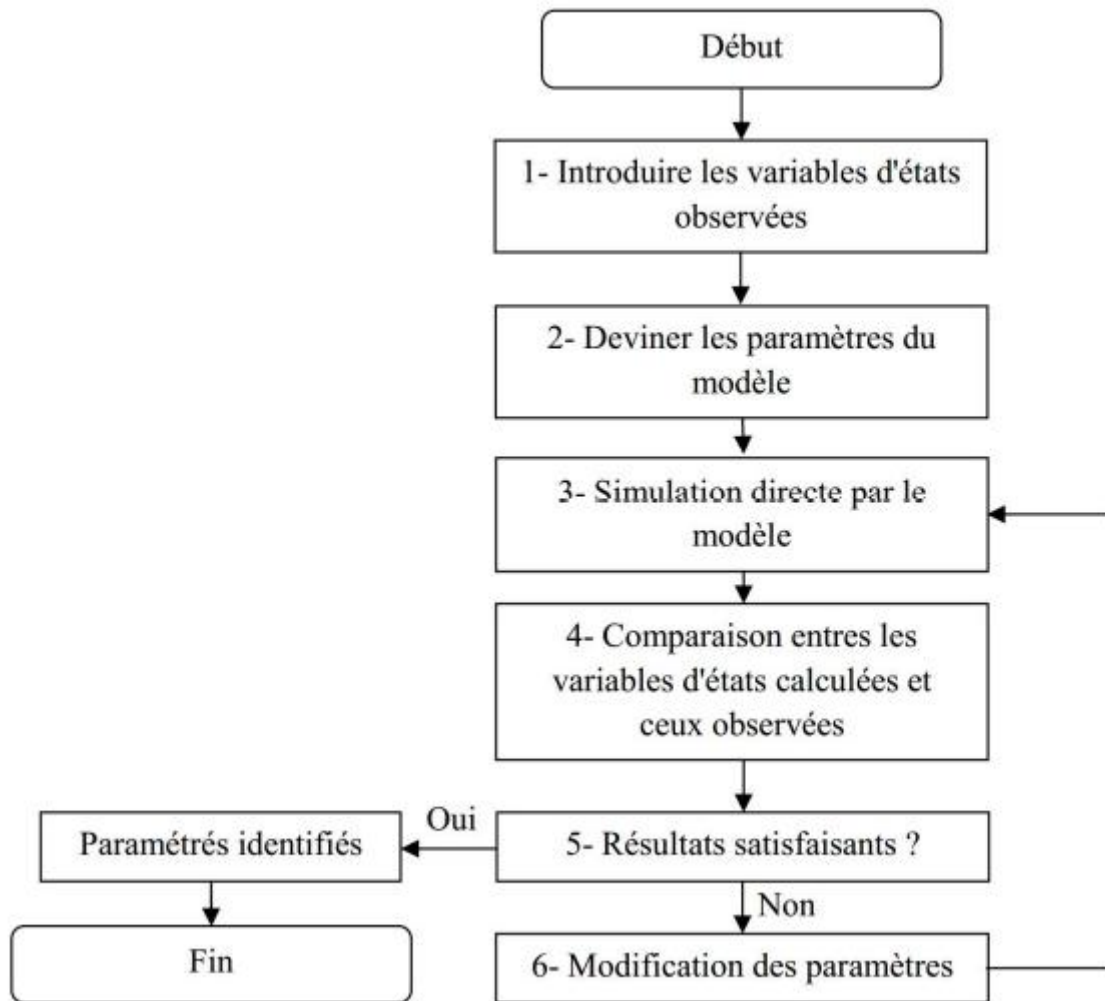 Début
1- Introduire les variables d'états
observées
2- Deviner les paramètres du
modèle
3- Simulation directe par le
modèle
4- Comparaison entres les
variables d'états calculées et
ceux observées
5- Résultats satisfaisants ?
Oui
Paramétrés identifiés
Fin
Non
6- Modification des paramètres